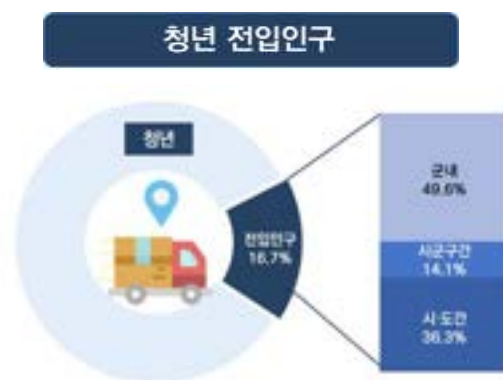 청년 전입인구
청년
전입인구
16.7%
군내
49.6%
시군구간
14.1%
시·도간
36.3%